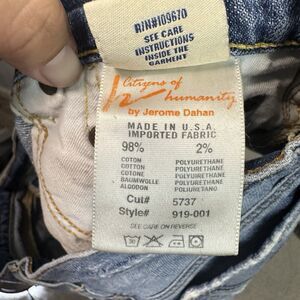 R/N#109670
SEE CARE
INSTRUCTIONS
INSIDE THE
GARMENT
Citizens of
humanity
by Jerome Dahan
MADE IN U.S.A.
IMPORTED FABRIC
98% 2%
COTON POLYURETHANE
COTTON POLYURETHANE
COTONE POLIURETANO
BAUMWOLLE POLYURETHAN
ALGODON POLIURETANO
Cut# 5737
Style# 919-001
SEE CARE ON REVERSE
30